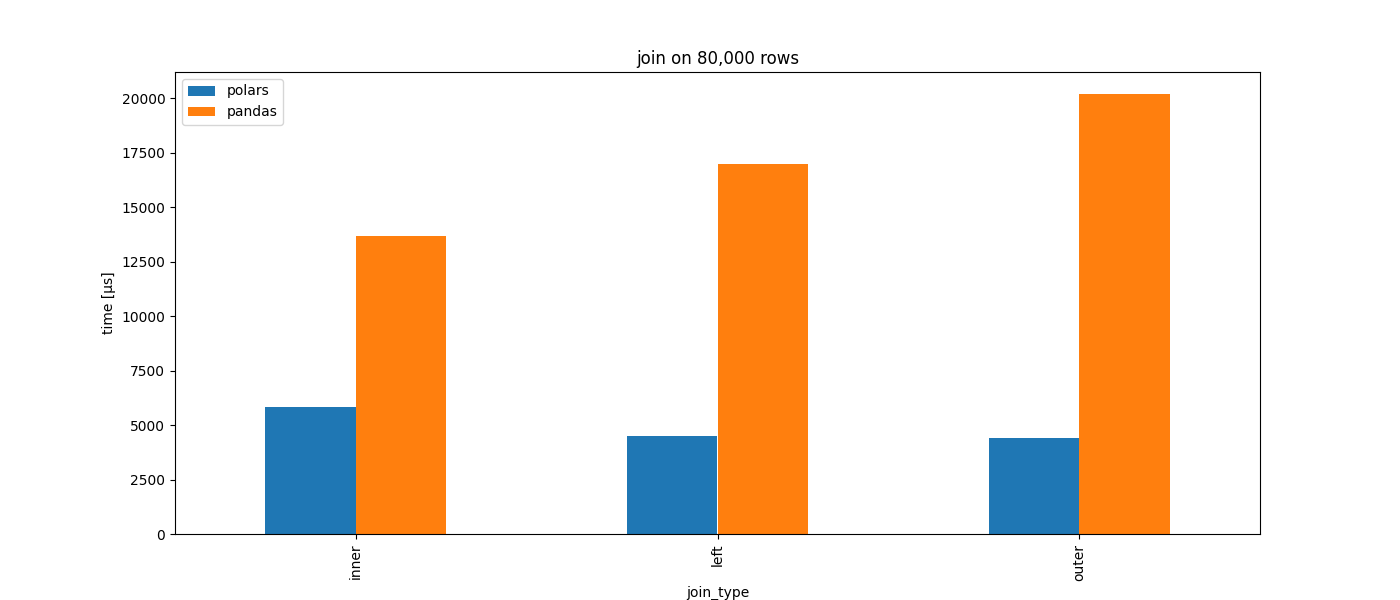 join on 80,000 rows
polars
pandas
20000
17500
15000
12500
10000
7500
5000
2500
0
time [µs]
inner
left
outer
join_type